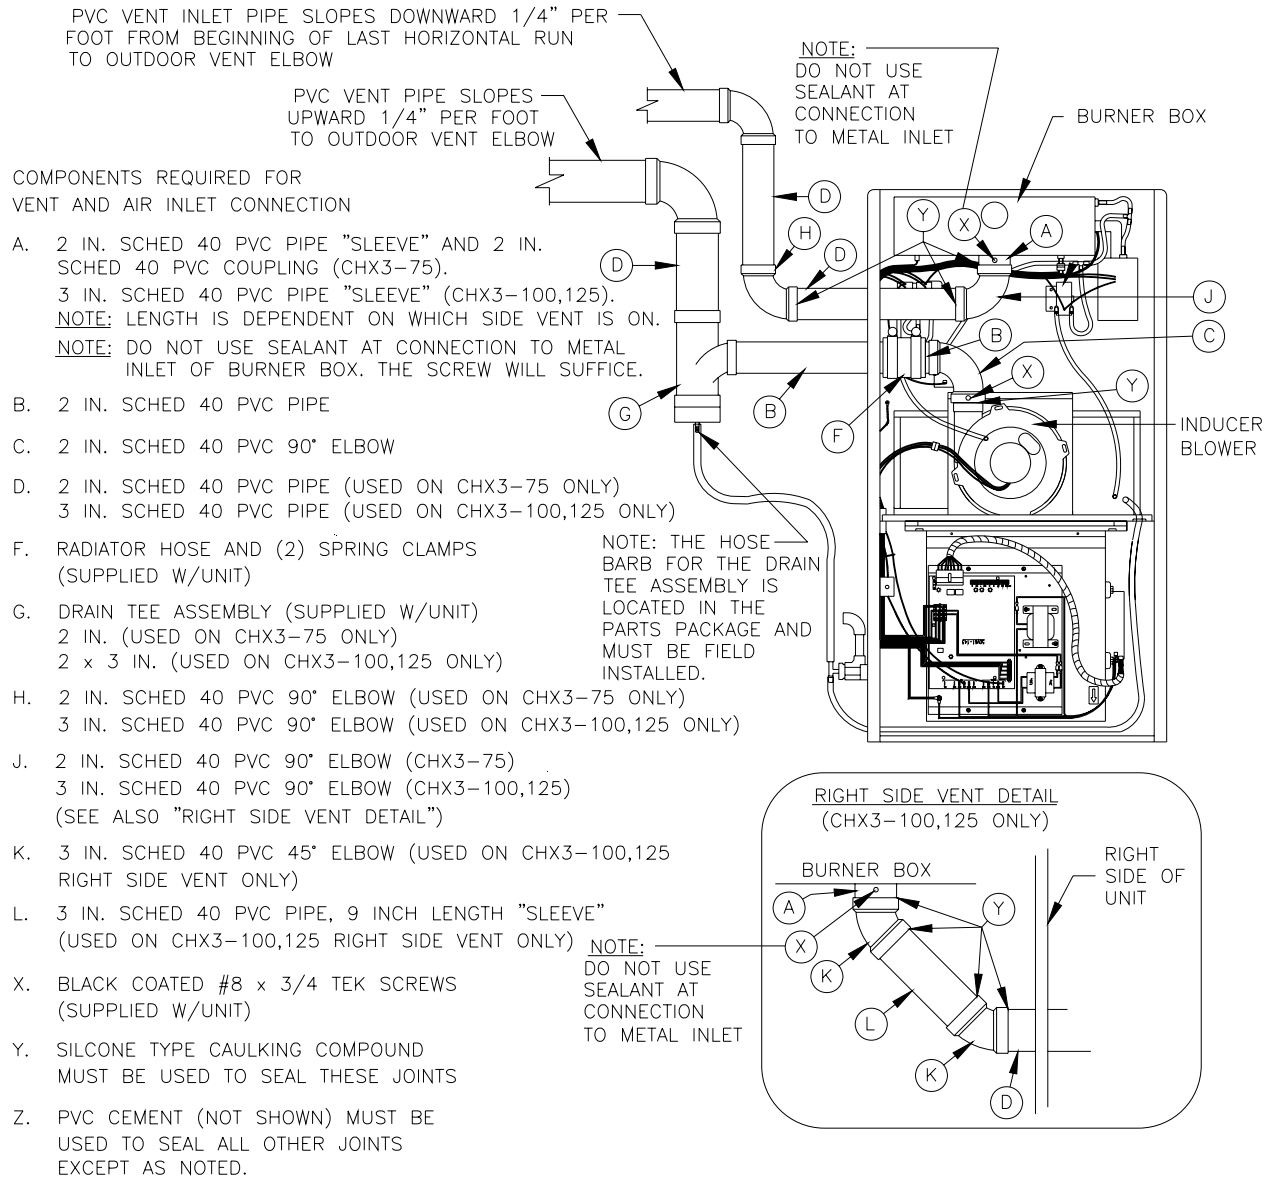 PVC VENT INLET PIPE SLOPES DOWNWARD 1/4" PER
FOOT FROM BEGINNING OF LAST HORIZONTAL RUN
TO OUTDOOR VENT ELBOW
PVC VENT PIPE SLOPES
UPWARD 1/4" PER FOOT
TO OUTDOOR VENT ELBOW
NOTE:
DO NOT USE
SEALANT AT
CONNECTION
TO METAL INLET
BURNER BOX
COMPONENTS REQUIRED FOR
VENT AND AIR INLET CONNECTION
A. 2 IN. SCHED 40 PVC PIPE "SLEEVE" AND 2 IN.
SCHED 40 PVC COUPLING (CHX3-75).
3 IN. SCHED 40 PVC PIPE "SLEEVE" (CHX3-100,125).
NOTE: LENGTH IS DEPENDENT ON WHICH SIDE VENT IS ON.
NOTE: DO NOT USE SEALANT AT CONNECTION TO METAL
INLET OF BURNER BOX. THE SCREW WILL SUFFICE.
B. 2 IN. SCHED 40 PVC PIPE
C. 2 IN. SCHED 40 PVC 90° ELBOW
D. 2 IN. SCHED 40 PVC PIPE (USED ON CHX3-75 ONLY)
3 IN. SCHED 40 PVC PIPE (USED ON CHX3-100,125 ONLY)
F. RADIATOR HOSE AND (2) SPRING CLAMPS
(SUPPLIED W/UNIT)
G. DRAIN TEE ASSEMBLY (SUPPLIED W/UNIT)
2 IN. (USED ON CHX3-75 ONLY)
2 x 3 IN. (USED ON CHX3-100,125 ONLY)
H. 2 IN. SCHED 40 PVC 90° ELBOW (USED ON CHX3-75 ONLY)
3 IN. SCHED 40 PVC 90° ELBOW (USED ON CHX3-100,125 ONLY)
J. 2 IN. SCHED 40 PVC 90° ELBOW (CHX3-75)
3 IN. SCHED 40 PVC 90° ELBOW (CHX3-100,125)
(SEE ALSO "RIGHT SIDE VENT DETAIL")
K. 3 IN. SCHED 40 PVC 45° ELBOW (USED ON CHX3-100,125
RIGHT SIDE VENT ONLY)
L. 3 IN. SCHED 40 PVC PIPE, 9 INCH LENGTH "SLEEVE"
(USED ON CHX3-100,125 RIGHT SIDE VENT ONLY)
X. BLACK COATED #8 x 3/4 TEK SCREWS
(SUPPLIED W/UNIT)
Y. SILCONE TYPE CAULKING COMPOUND
MUST BE USED TO SEAL THESE JOINTS
Z. PVC CEMENT (NOT SHOWN) MUST BE
USED TO SEAL ALL OTHER JOINTS
EXCEPT AS NOTED.
D
H
D
Y
X
A
D
J
B
C
X
Y
G
B
F
INDUCER
BLOWER
NOTE: THE HOSE
BARB FOR THE DRAIN
TEE ASSEMBLY IS
LOCATED IN THE
PARTS PACKAGE AND
MUST BE FIELD
INSTALLED.
RIGHT SIDE VENT DETAIL
(CHX3-100,125 ONLY)
BURNER BOX
RIGHT
SIDE OF
UNIT
A
Y
X
K
L
K
D
NOTE:
DO NOT USE
SEALANT AT
CONNECTION
TO METAL INLET